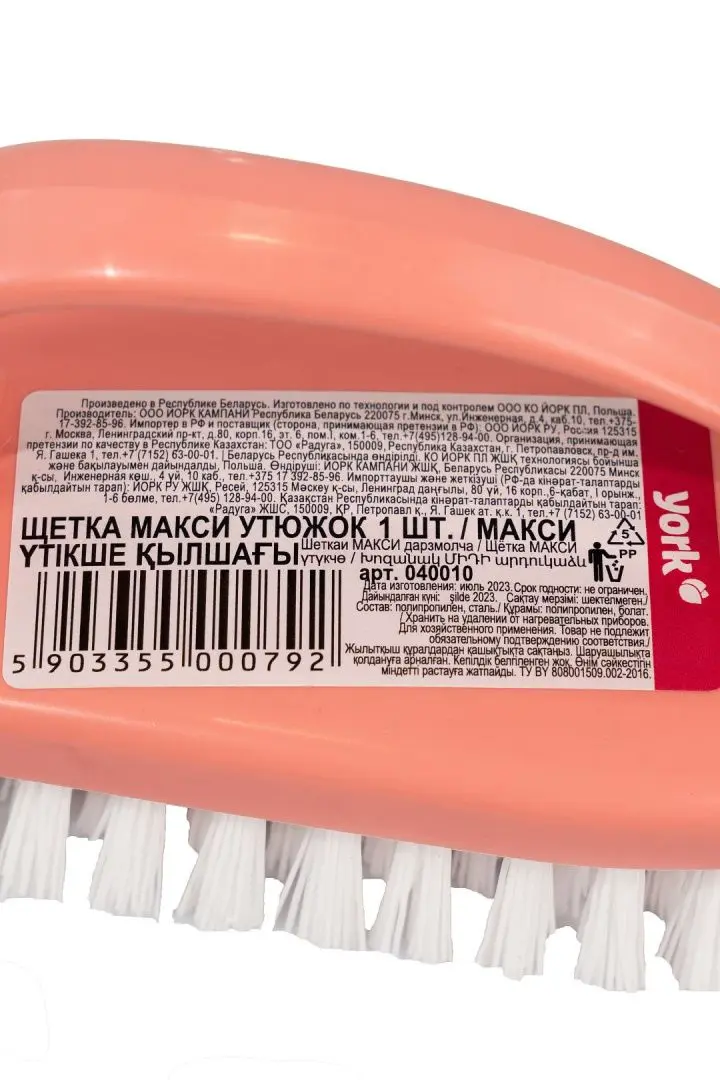 Произведено в Республике Беларусь. Изготовлено по технологии и под контролем ООО КО ЙОРК ПЛ, Польша.
Производитель: ООО ЙОРК КАМПАНИ Республика Беларусь 220075 г.Минск, ул.Инженерная, д.4, каб.10, тел.+375-
17-392-85-96. Импортер в РФ и поставщик (сторона, принимающая претензии в РФ): ООО ЙОРК РУ, Россия 125315
г. Москва, Ленинградский пр-кт, д.80, корп.16, эт. 6, пом.I, ком.1-6, тел.+7(495)128-94-00. Организация, принимающая
претензии по качеству в Республике Казахстан: ТОО «Радуга», 150009, Республика Казахстан, г. Петропавловск, пр-д им.
Я. Гашека 1, тел.+7 (7152) 63-00-01. | Беларусь Республикасында өндірілді. КО ЙОРК ПЛ ЖШҚ технологиясы бойынша
және бақылауымен дайындалды, Польша. Өндіруші: ЙОРК КАМПАНИ ЖШҚ, Беларусь Республикасы 220075 Минск
қ-сы, Инженерная көш., 4 үй, 10 каб., тел.+375 17 392-85-96. Импорттаушы және жеткізуші (РФ-да кінәрат-талаптарды
қабылдайтын тарап): ЙОРК РУ ЖШҚ, Ресей, 125315 Мәскеу қ-сы, Ленинград даңғылы, 80 үй, 16 корп.,6-қабат, I орынж.,
1-6 бөлме, тел.+7(495) 128-94-00. Қазақстан Республикасында кінәрат-талаптарды қабылдайтын тарап:
«Радуга» ЖШС, 150009, ҚР, Петропавл қ., Я. Гашек ат. қ.к. 1, тел.+7 (7152) 63-00-01
ЩЕТКА МАКСИ УТЮЖОК 1 ШТ. / МАКСИ
ҮТІКШЕ ҚЫЛШАҒЫ
Щеткаи МАКСИ дарзмолча / Щётка МАКСИ
үтүкчө / Խոզանակ ՄԻԴԻ արդուկաձև
арт. 040010
5 PP
york
Дата изготовления: июль 2023. Срок годности: не ограничен.
Дайындалған күні: şilde 2023. Сақтау мерзімі: шектелмеген./
Состав: полипропилен, сталь./ Құрамы: полипропилен, болат.
/Хранить на удалении от нагревательных приборов.
Для хозяйственного применения. Товар не подлежит
обязательному подтверждению соответствия./
Жылытқыш құралдардан қашықтықта сақтаңыз. Шаруашылықта
қолдануға арналған. Кепілдік белгіленген жоқ. Өнім сәйкестігін
міндетті растауға жатпайды. ТУ BY 808001509.002-2016.
5 903355 000792